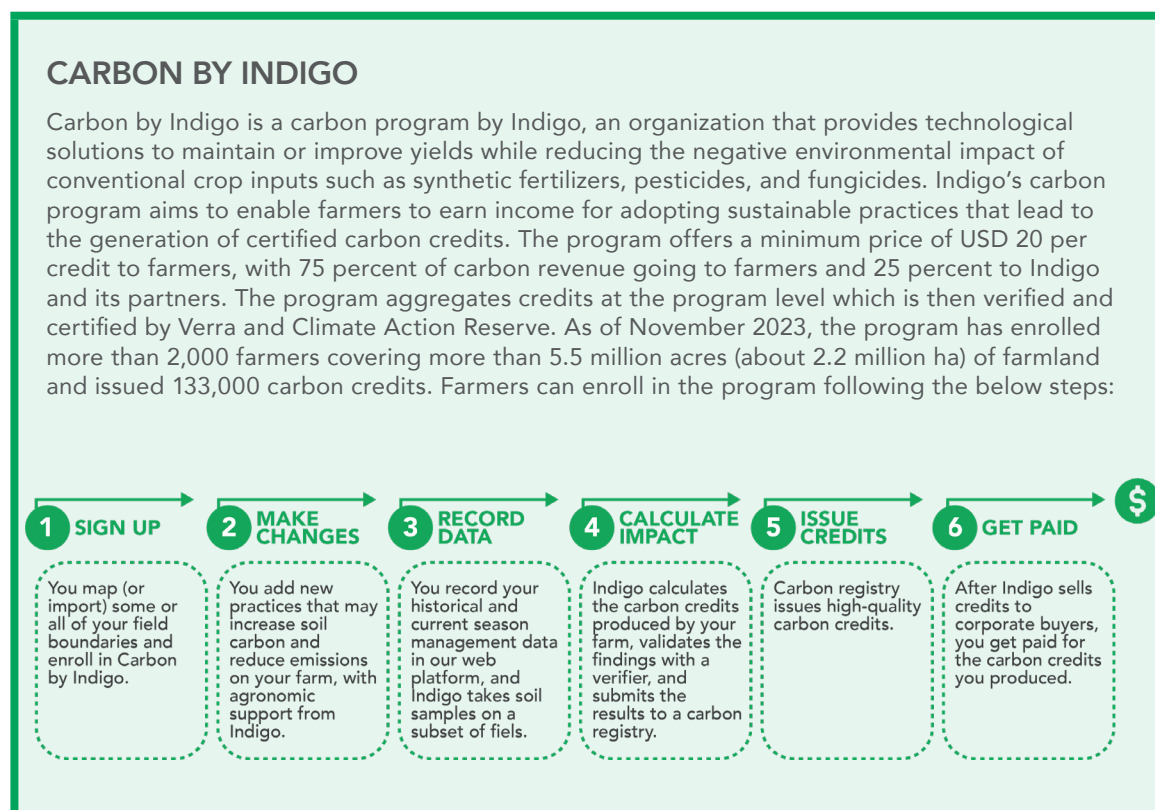 CARBON BY INDIGO
Carbon by Indigo is a carbon program by Indigo, an organization that provides technological
solutions to maintain or improve yields while reducing the negative environmental impact of
conventional crop inputs such as synthetic fertilizers, pesticides, and fungicides. Indigo's carbon
program aims to enable farmers to earn income for adopting sustainable practices that lead to
the generation of certified carbon credits. The program offers a minimum price of USD 20 per
credit to farmers, with 75 percent of carbon revenue going to farmers and 25 percent to Indigo
and its partners. The program aggregates credits at the program level which is then verified and
certified by Verra and Climate Action Reserve. As of November 2023, the program has enrolled
more than 2,000 farmers covering more than 5.5 million acres (about 2.2 million ha) of farmland
and issued 133,000 carbon credits. Farmers can enroll in the program following the below steps:
1 SIGN UP
You map (or
import) some or
all of your field
boundaries and
enroll in Carbon
by Indigo.
2 MAKE
CHANGES
You add new
practices that may
increase soil
carbon and
reduce emissions
on your farm, with
agronomic
support from
Indigo.
3 RECORD
DATA
You record your
historical and
current season
management data
in our web
platform, and
Indigo takes soil
samples on a
subset of fiels.
4 CALCULATE
IMPACT
Indigo calculates
the carbon credits
produced by your
farm, validates the
findings with a
verifier, and
submits the
results to a carbon
registry.
5 ISSUE
CREDITS
Carbon registry
issues high-quality
carbon credits.
6 GET PAID
After Indigo sells
credits to
corporate buyers,
you get paid for
the carbon credits
you produced.
$